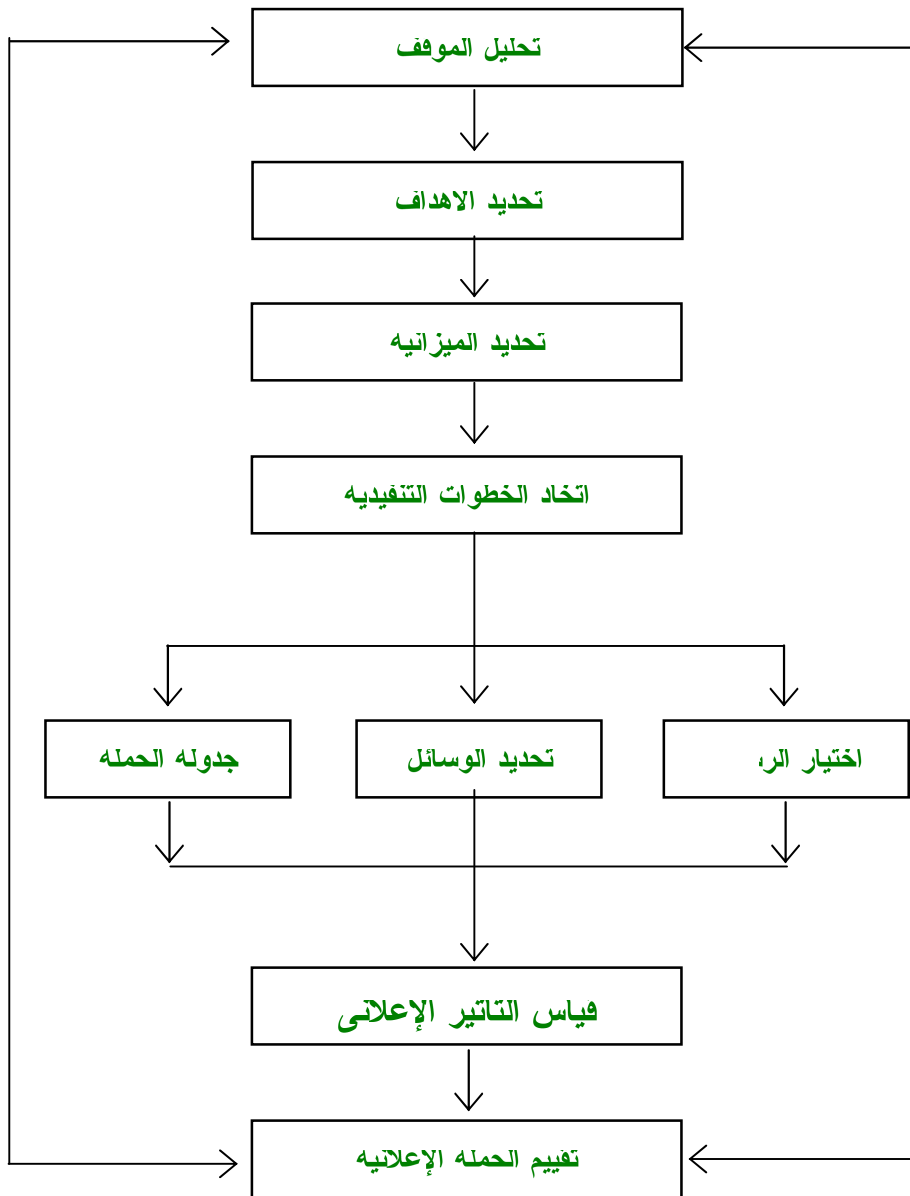 تحليل الموقف
تحديد الاهداف
تحديد الميزانيه
اتخاد الخطوات التنفيديه
اختيار الر
تحديد الوسائل
جدوله الحمله
قياس التاتير الإعلانى
تقييم الحمله الإعلانيه